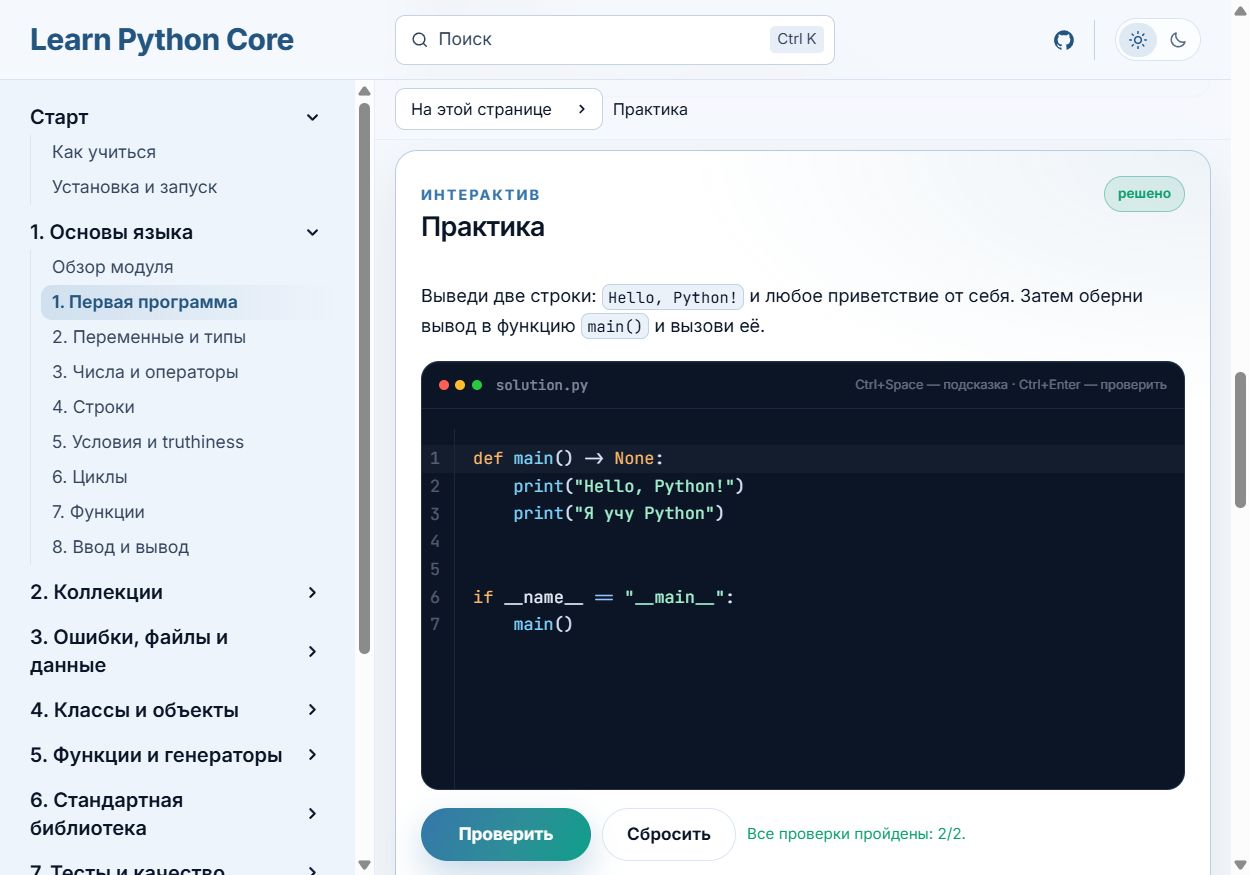 Learn Python Core
Поиск
Ctrl K
Старт
Как учиться
Установка и запуск
1. Основы языка
Обзор модуля
1. Первая программа
2. Переменные и типы
3. Числа и операторы
4. Строки
5. Условия и truthiness
6. Циклы
7. Функции
8. Ввод и вывод
2. Коллекции
3. Ошибки, файлы и
данные
4. Классы и объекты
5. Функции и генераторы
6. Стандартная
библиотека
7. Тесты и качество
На этой странице
Практика
ИНТЕРАКТИВ
решено
Практика
Выведи две строки: Hello, Python! и любое приветствие от себя. Затем оберни
вывод в функцию main() и вызови её.
solution.py
Ctrl+Space — подсказка · Ctrl+Enter — проверить
1 def main() -> None:
2     print("Hello, Python!")
3     print("Я учу Python")
4
5
6 if __name__ == "__main__":
7     main()
Проверить
Сбросить
Все проверки пройдены: 2/2.